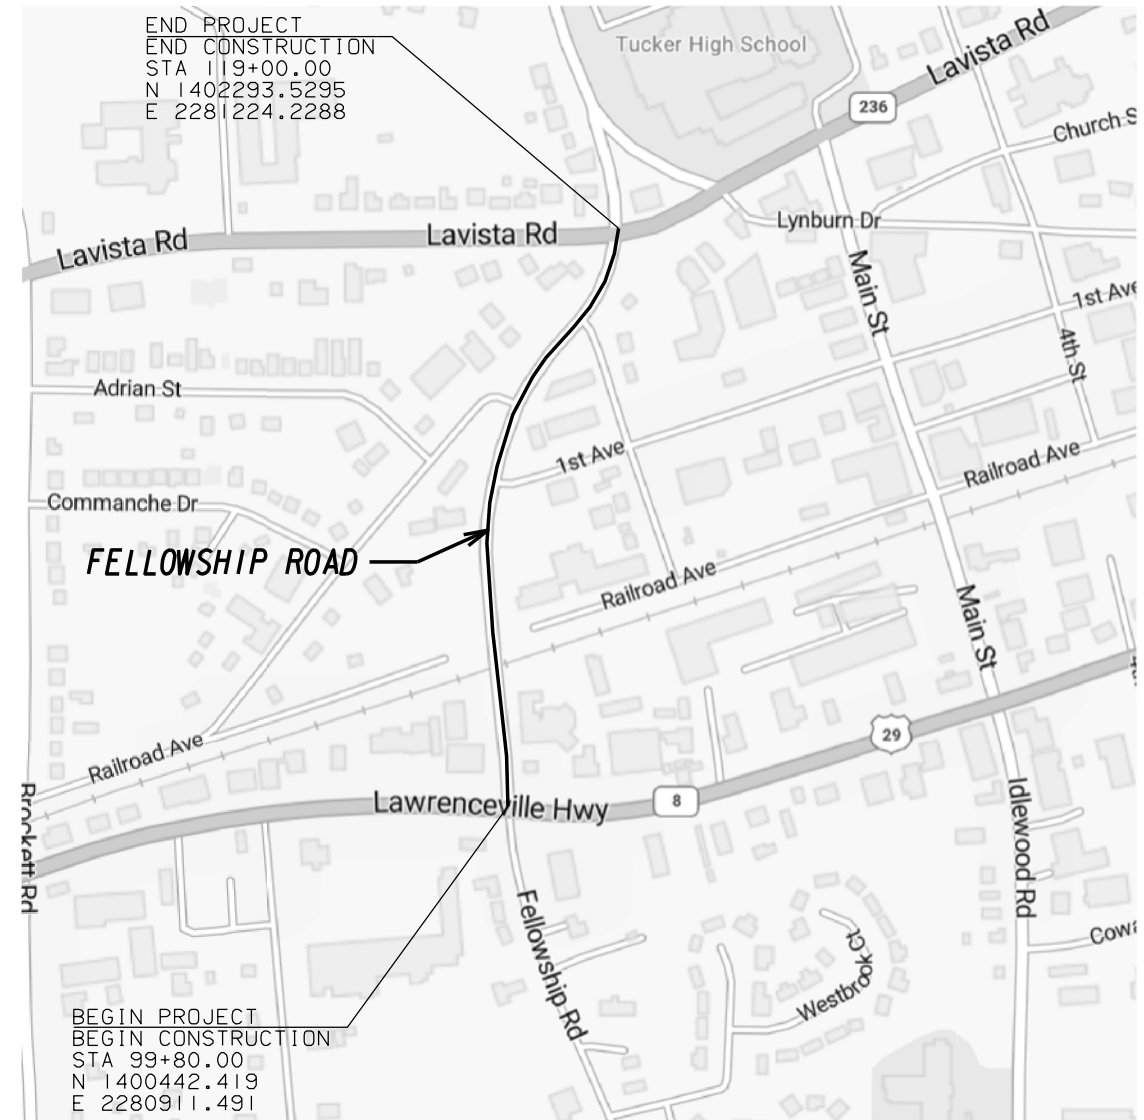 END PROJECT
END CONSTRUCTION
STA 119+00.00
N 1402293.5295
E 2281224.2288
Tucker High School
Lavista Rd
236
Church S
Lavista Rd
Lavista Rd
Lynburn Dr
Main St
1st Ave
4th St
Adrian St
1st Ave
Railroad Ave
Commanche Dr
FELLOWSHIP ROAD
Railroad Ave
Main St
29
Railroad Ave
Brockett Rd
Lawrenceville Hwy
8
Idlewood Rd
Fellowship Rd
Westbrook Ct
Cowa
BEGIN PROJECT
BEGIN CONSTRUCTION
STA 99+80.00
N 1400442.419
E 2280911.491